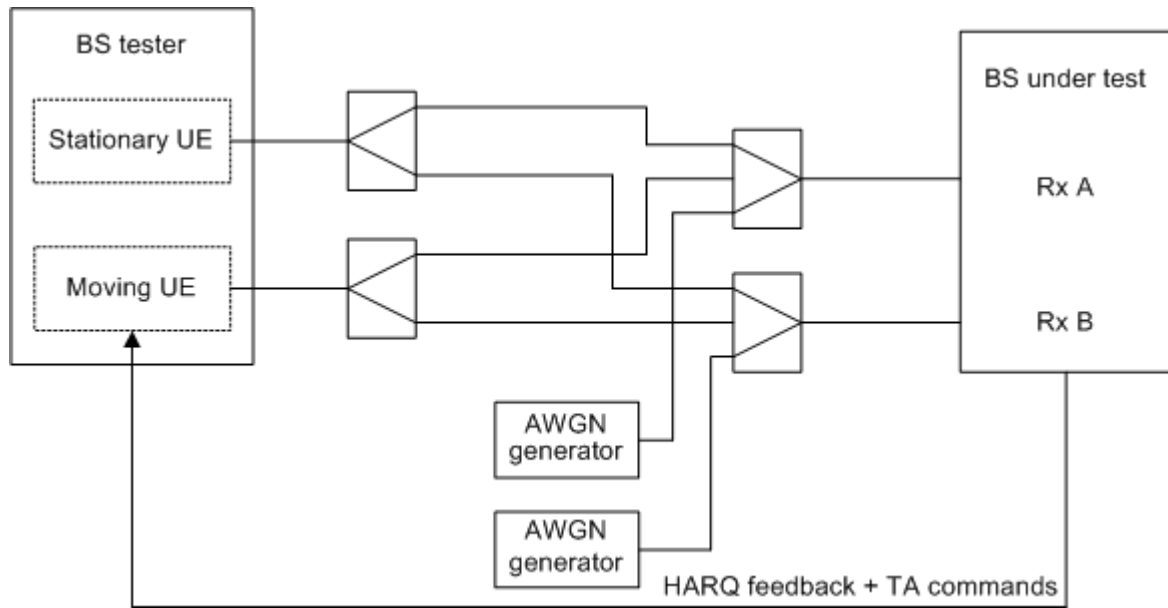 BS tester
Stationary UE
Moving UE
BS under test
Rx A
Rx B
AWGN
generator
AWGN
generator
HARQ feedback + TA commands